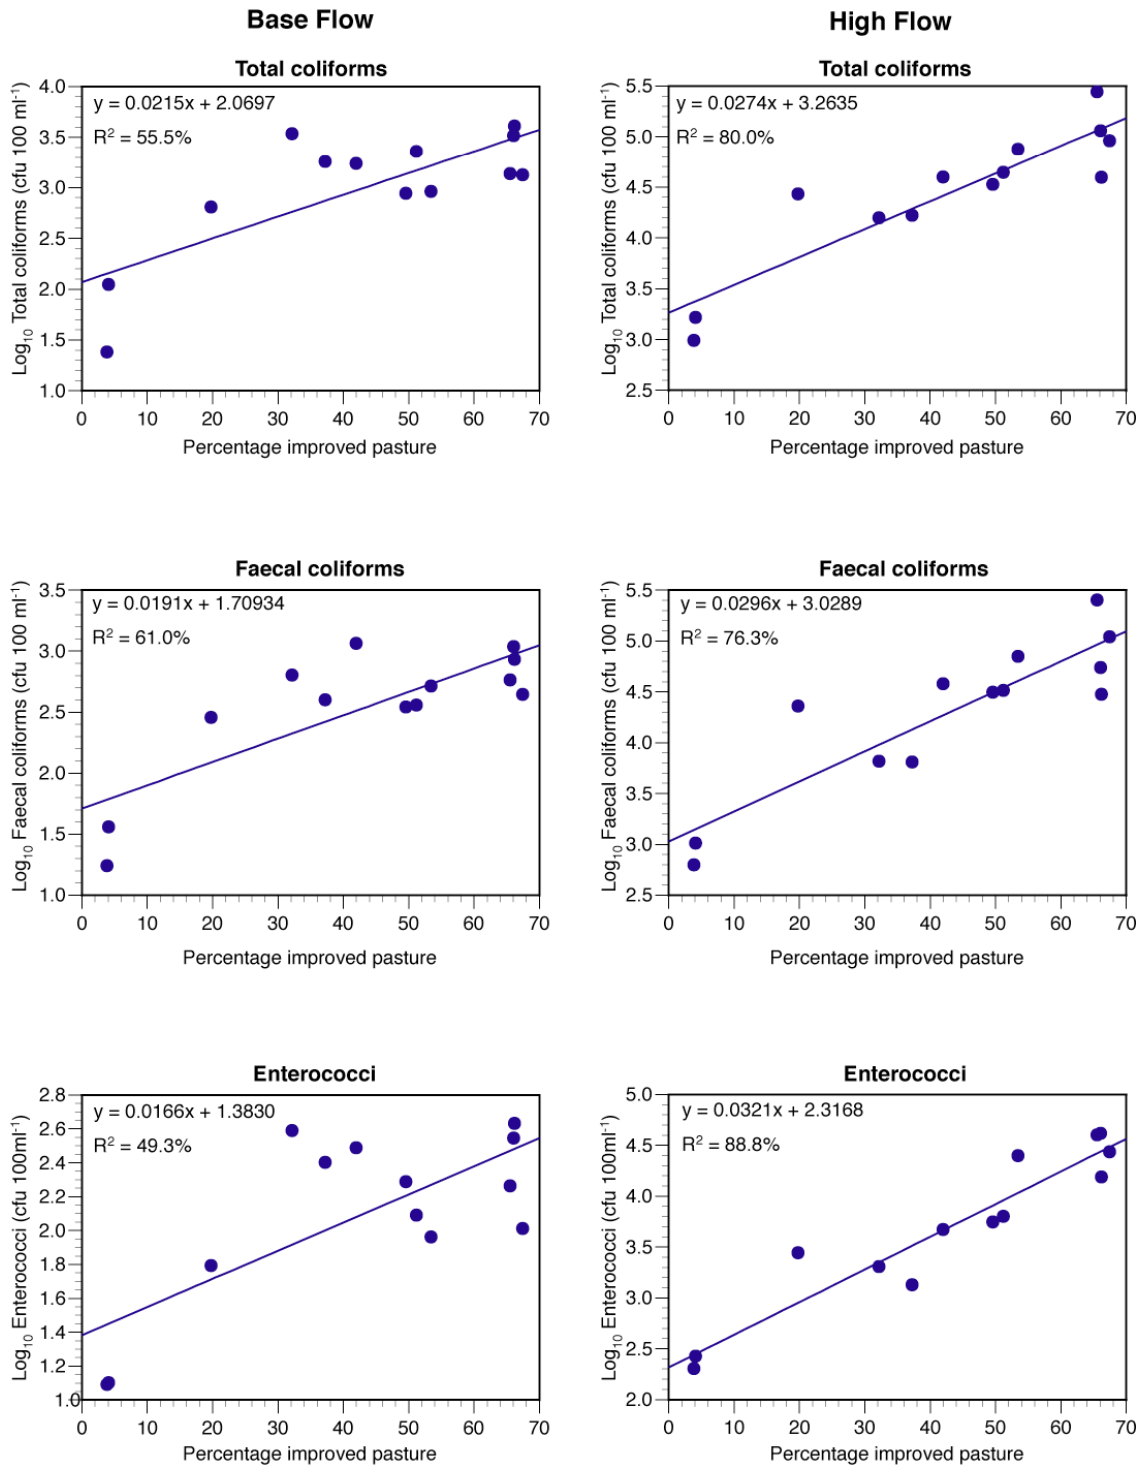 Base Flow
High Flow
Total coliforms
y = 0.0215x + 2.0697
R² = 55.5%
Log₁₀ Total coliforms (cfu 100 ml⁻¹)
4.0
3.5
3.0
2.5
2.0
1.5
1.0
0 10 20 30 40 50 60 70
Percentage improved pasture
Total coliforms
y = 0.0274x + 3.2635
R² = 80.0%
Log₁₀ Total coliforms (cfu 100 ml⁻¹)
5.5
5.0
4.5
4.0
3.5
3.0
2.5
0 10 20 30 40 50 60 70
Percentage improved pasture
Faecal coliforms
y = 0.0191x + 1.70934
R² = 61.0%
Log₁₀ Faecal coliforms (cfu 100 ml⁻¹)
3.5
3.0
2.5
2.0
1.5
1.0
0 10 20 30 40 50 60 70
Percentage improved pasture
Faecal coliforms
y = 0.0296x + 3.0289
R² = 76.3%
Log₁₀ Faecal coliforms (cfu 100 ml⁻¹)
5.5
5.0
4.5
4.0
3.5
3.0
2.5
0 10 20 30 40 50 60 70
Percentage improved pasture
Enterococci
y = 0.0166x + 1.3830
R² = 49.3%
Log₁₀ Enterococci (cfu 100ml⁻¹)
2.8
2.6
2.4
2.2
2.0
1.8
1.6
1.4
1.2
1.0
0 10 20 30 40 50 60 70
Percentage improved pasture
Enterococci
y = 0.0321x + 2.3168
R² = 88.8%
Log₁₀ Enterococci (cfu 100ml⁻¹)
5.0
4.5
4.0
3.5
3.0
2.5
2.0
0 10 20 30 40 50 60 70
Percentage improved pasture